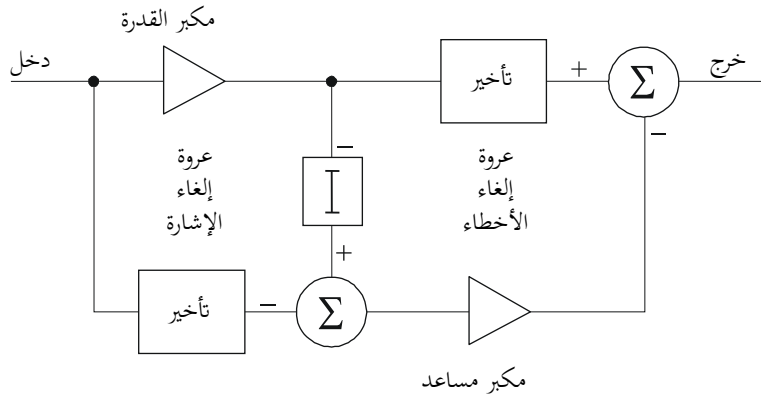 مكبر القدرة
دخل
تأخير
+
Σ
خرج
−
−
عروة
إلغاء
الإشارة
عروة
إلغاء
الأخطاء
+
تأخير
−
Σ
مكبر مساعد